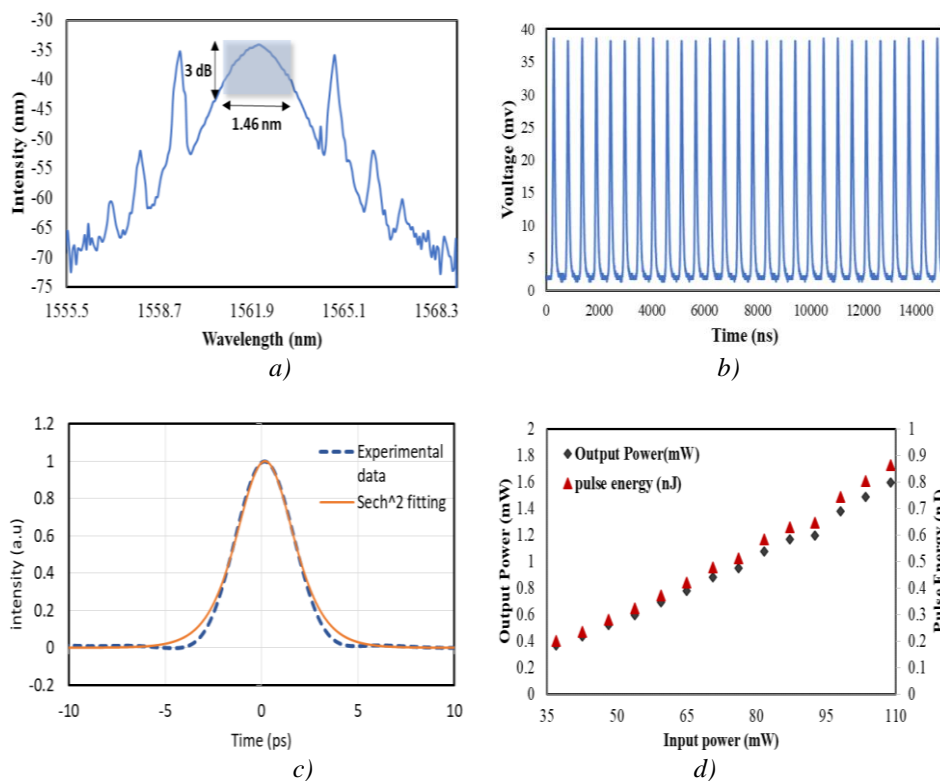 -30
-35
-40
-45
-50
-55
-60
-65
-70
-75
Intensity (nm)
3 dB
1.46 nm
1555.5 1558.7 1561.9 1565.1 1568.3
Wavelength (nm)
a)
40
35
30
25
20
15
10
5
0
Voultage (mv)
0 2000 4000 6000 8000 10000 12000 14000
Time (ns)
b)
1.2
1
0.8
0.6
0.4
0.2
0
-0.2
intensity (a.u)
Experimental
data
Sech^2 fitting
-10 -5 0 5 10
Time (ps)
c)
2
1.8
1.6
1.4
1.2
1
0.8
0.6
0.4
0.2
0
Output Power (mW)
Output Power(mW)
pulse energy (nJ)
1
0.9
0.8
0.7
0.6
0.5
0.4
0.3
0.2
0.1
0
Pulse Energy (nJ)
35 50 65 80 95 110
Input power (mW)
d)